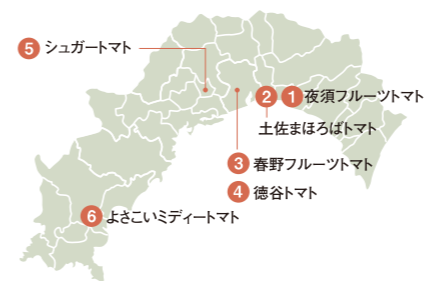 5 シュガートマト
2 1 夜須フルーツトマト
土佐まほろばトマト
3 春野フルーツトマト
4 徳谷トマト
6 よさこいミディートマト